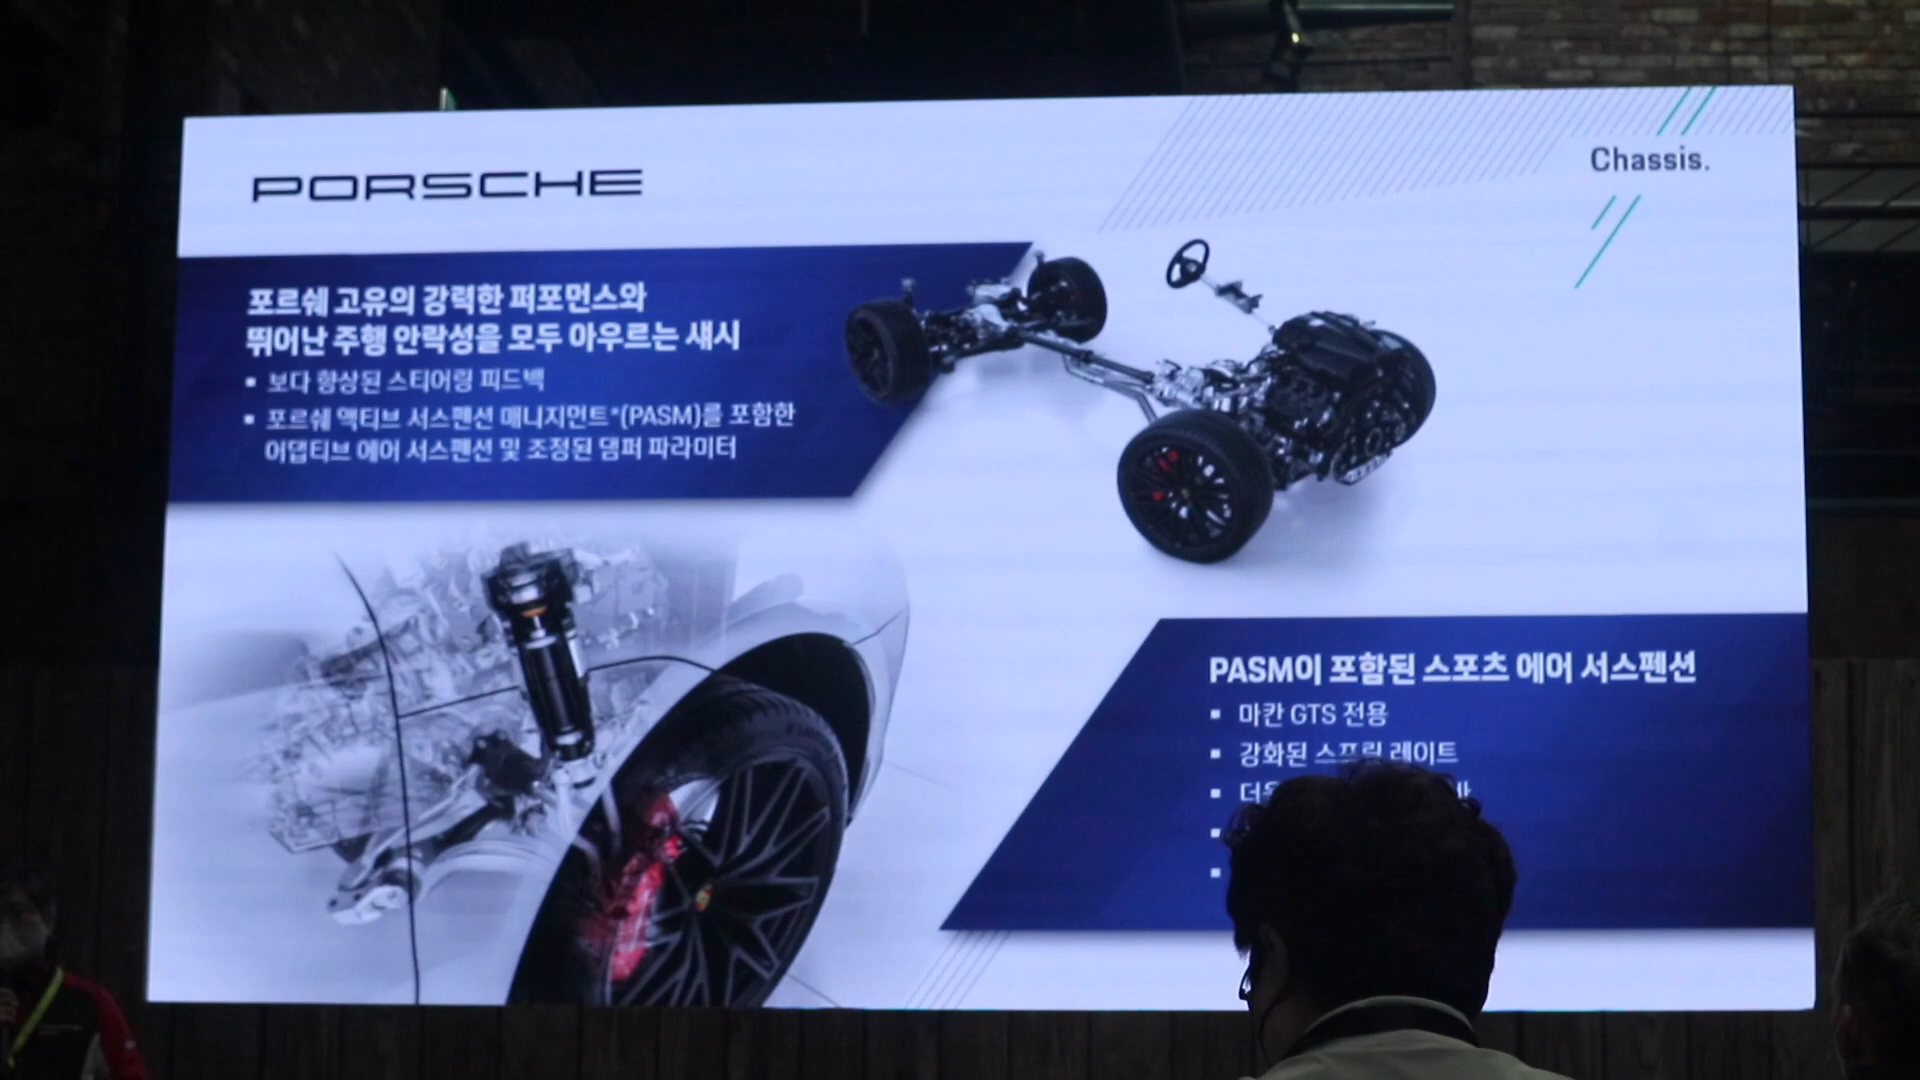 PORSCHE
Chassis.
포르쉐 고유의 강력한 퍼포먼스와
뛰어난 주행 안락성을 모두 아우르는 섀시
▪ 보다 향상된 스티어링 피드백
▪ 포르쉐 액티브 서스펜션 매니지먼트*(PASM)를 포함한
어댑티브 에어 서스펜션 및 조정된 댐퍼 파라미터
PASM이 포함된 스포츠 에어 서스펜션
▪ 마칸 GTS 전용
▪ 강화된 스프링 레이트